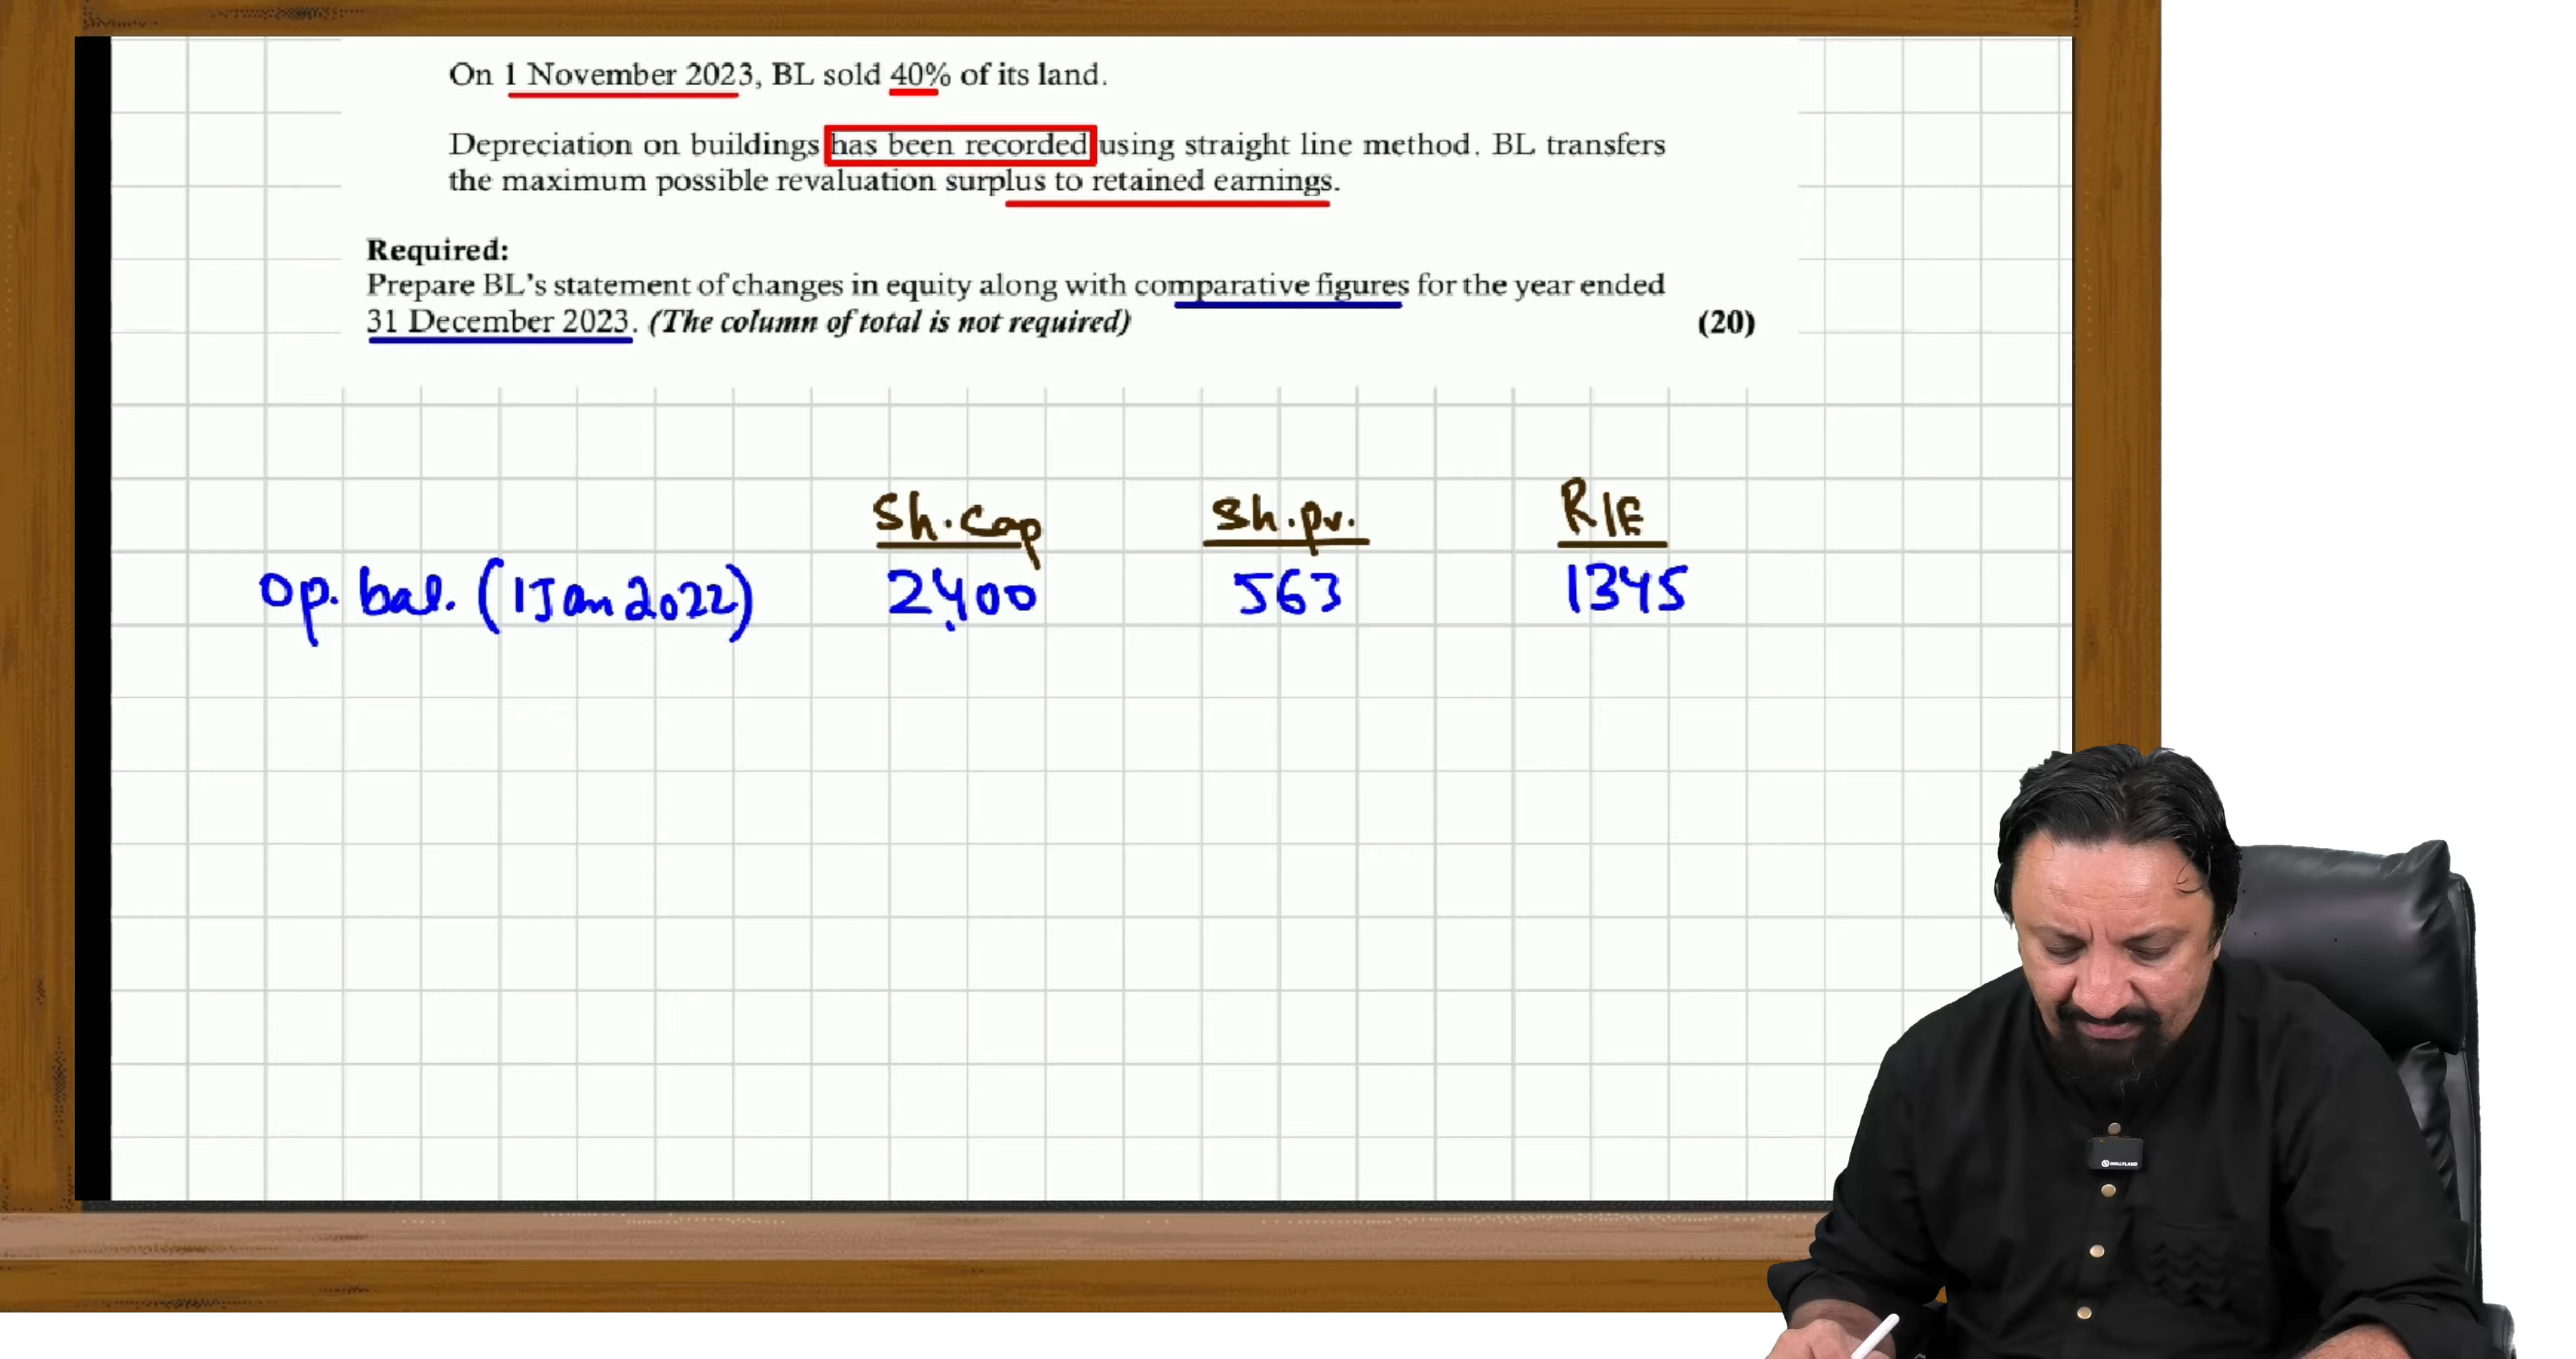 On 1 November 2023, BL sold 40% of its land.
Depreciation on buildings has been recorded using straight line method. BL transfers
the maximum possible revaluation surplus to retained earnings.
Required:
Prepare BL's statement of changes in equity along with comparative figures for the year ended
31 December 2023. (The column of total is not required) (20)
Sh.Cap Sh.pr. R/E
Op. bal. (1 Jan 2022) 2400 563 1345
HOLLYLAND